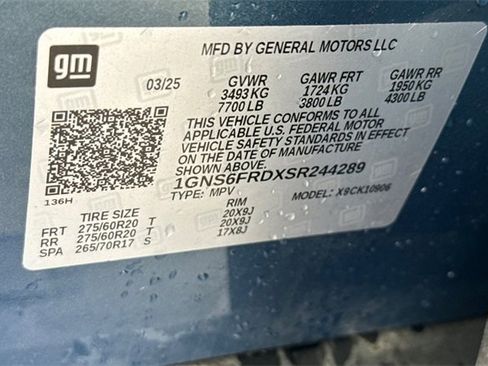 gm
MFD BY GENERAL MOTORS LLC
03/25 GVWR GAWR FRT GAWR RR
3493 KG 1724 KG 1950 KG
7700 LB 3800 LB 4300 LB
THIS VEHICLE CONFORMS TO ALL
APPLICABLE U.S. FEDERAL MOTOR
VEHICLE SAFETY STANDARDS IN EFFECT
ON THE DATE OF MANUFACTURE
SHOWN ABOVE.
1GNS6FRDXSR244289
TYPE: MPV MODEL: X9CK10906
136H
TIRE SIZE RIM
FRT 275/60R20 T 20X9J
RR 275/60R20 T 20X9J
SPA 265/70R17 S 17X8J